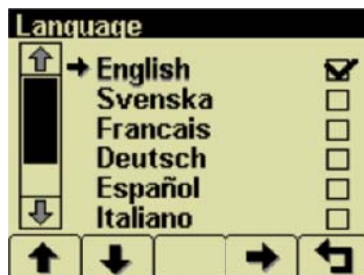 Language
English
Svenska
Francais
Deutsch
Español
Italiano